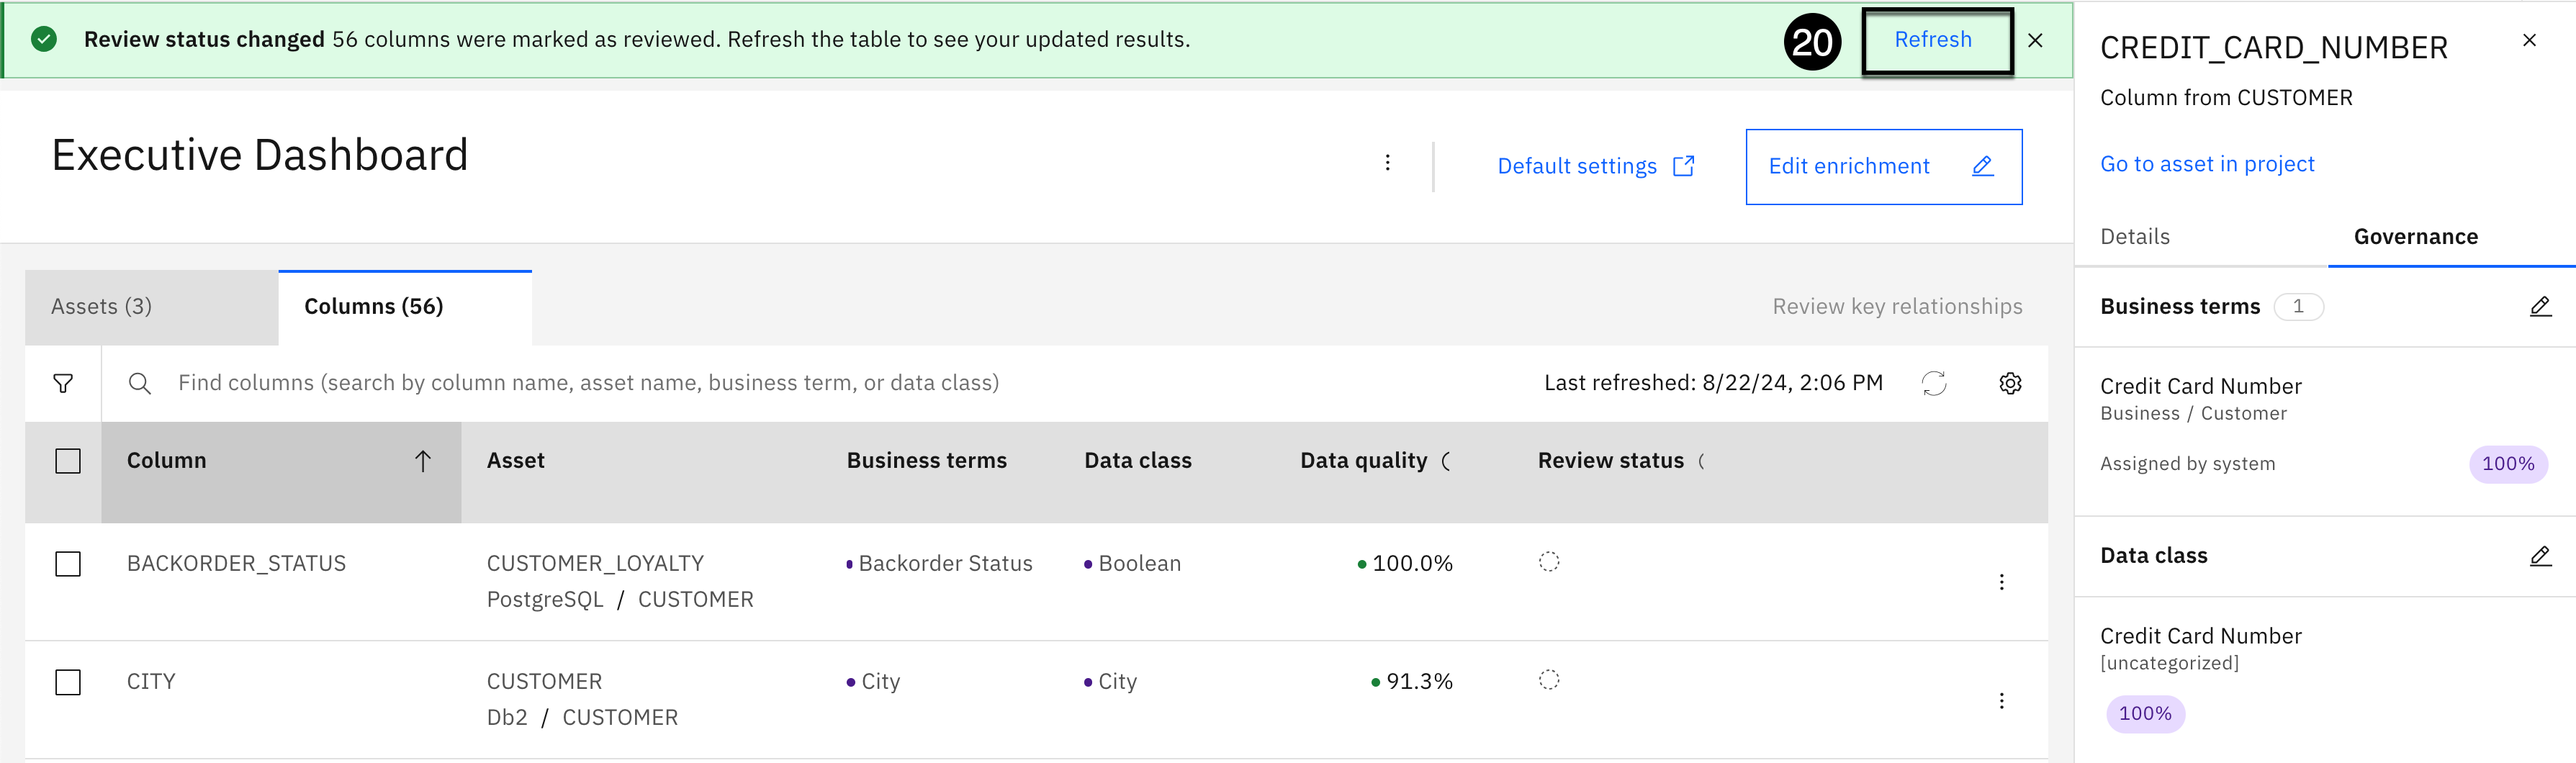 Review status changed 56 columns were marked as reviewed. Refresh the table to see your updated results.
20
Refresh
Executive Dashboard
Default settings
Edit enrichment
Assets (3)
Columns (56)
Review key relationships
Find columns (search by column name, asset name, business term, or data class)
Last refreshed: 8/22/24, 2:06 PM
Column Asset Business terms Data class Data quality Review status
BACKORDER_STATUS CUSTOMER_LOYALTY Backorder Status Boolean 100.0%
PostgreSQL / CUSTOMER
CITY CUSTOMER City City 91.3%
Db2 / CUSTOMER
CREDIT_CARD_NUMBER
Column from CUSTOMER
Go to asset in project
Details Governance
Business terms 1
Credit Card Number
Business / Customer
Assigned by system 100%
Data class
Credit Card Number
[uncategorized]
100%